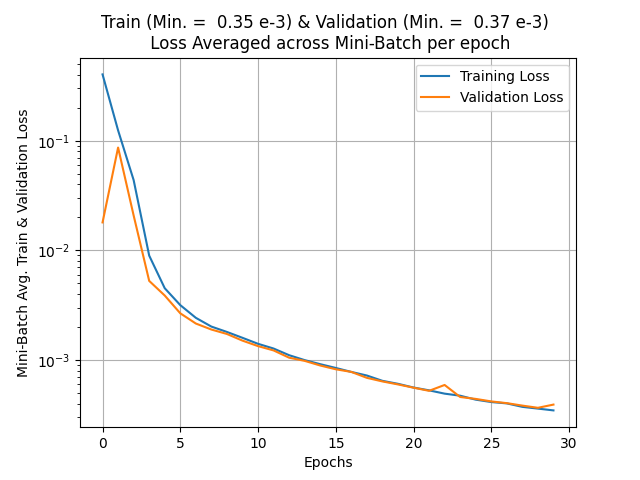 Train (Min. =  0.35 e-3) & Validation (Min. =  0.37 e-3)
Loss Averaged across Mini-Batch per epoch
Training Loss
Validation Loss
Mini-Batch Avg. Train & Validation Loss
10⁻¹
10⁻²
10⁻³
0 5 10 15 20 25 30
Epochs